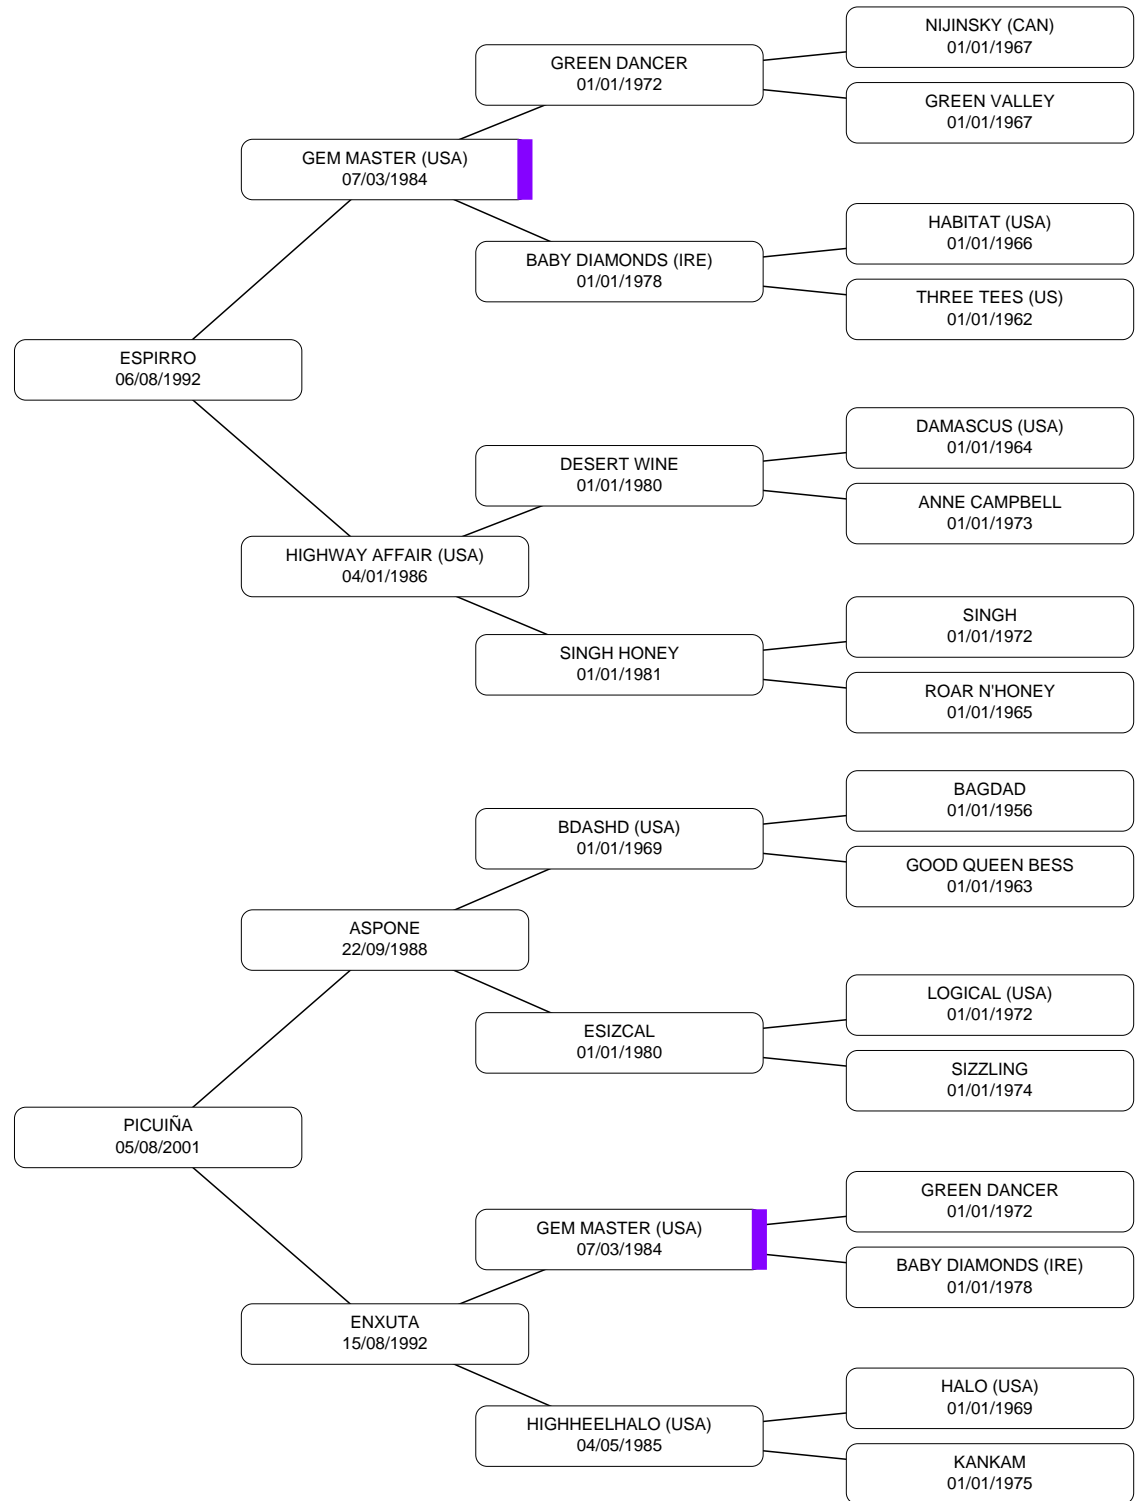 NIJINSKY (CAN)
01/01/1967
GREEN DANCER
01/01/1972
GREEN VALLEY
01/01/1967
GEM MASTER (USA)
07/03/1984
HABITAT (USA)
01/01/1966
BABY DIAMONDS (IRE)
01/01/1978
THREE TEES (US)
01/01/1962
ESPIRRO
06/08/1992
DAMASCUS (USA)
01/01/1964
DESERT WINE
01/01/1980
ANNE CAMPBELL
01/01/1973
HIGHWAY AFFAIR (USA)
04/01/1986
SINGH
01/01/1972
SINGH HONEY
01/01/1981
ROAR N'HONEY
01/01/1965
BAGDAD
01/01/1956
BDASHD (USA)
01/01/1969
GOOD QUEEN BESS
01/01/1963
ASPONE
22/09/1988
LOGICAL (USA)
01/01/1972
ESIZCAL
01/01/1980
SIZZLING
01/01/1974
PICUIÑA
05/08/2001
GREEN DANCER
01/01/1972
GEM MASTER (USA)
07/03/1984
BABY DIAMONDS (IRE)
01/01/1978
ENXUTA
15/08/1992
HALO (USA)
01/01/1969
HIGHHEELHALO (USA)
04/05/1985
KANKAM
01/01/1975